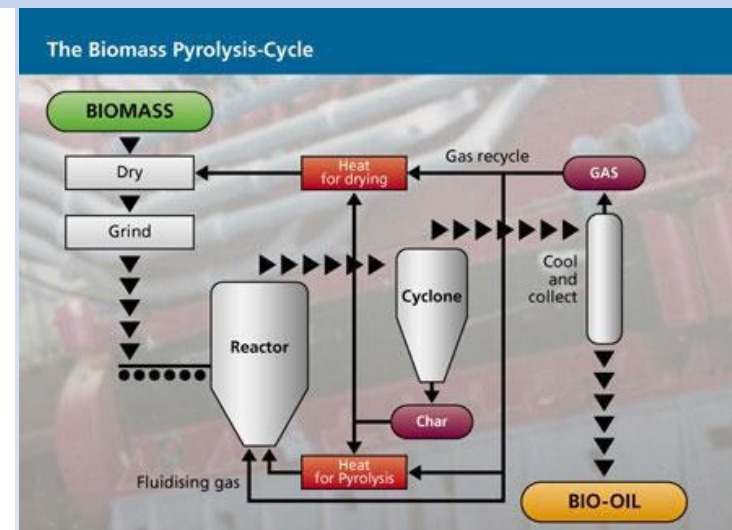 The Biomass Pyrolysis-Cycle
BIOMASS
Dry
Heat
for drying
Gas recycle
GAS
Grind
Cool
and
collect
Cyclone
Reactor
Char
Heat
for Pyrolysis
Fluidising gas
BIO-OIL